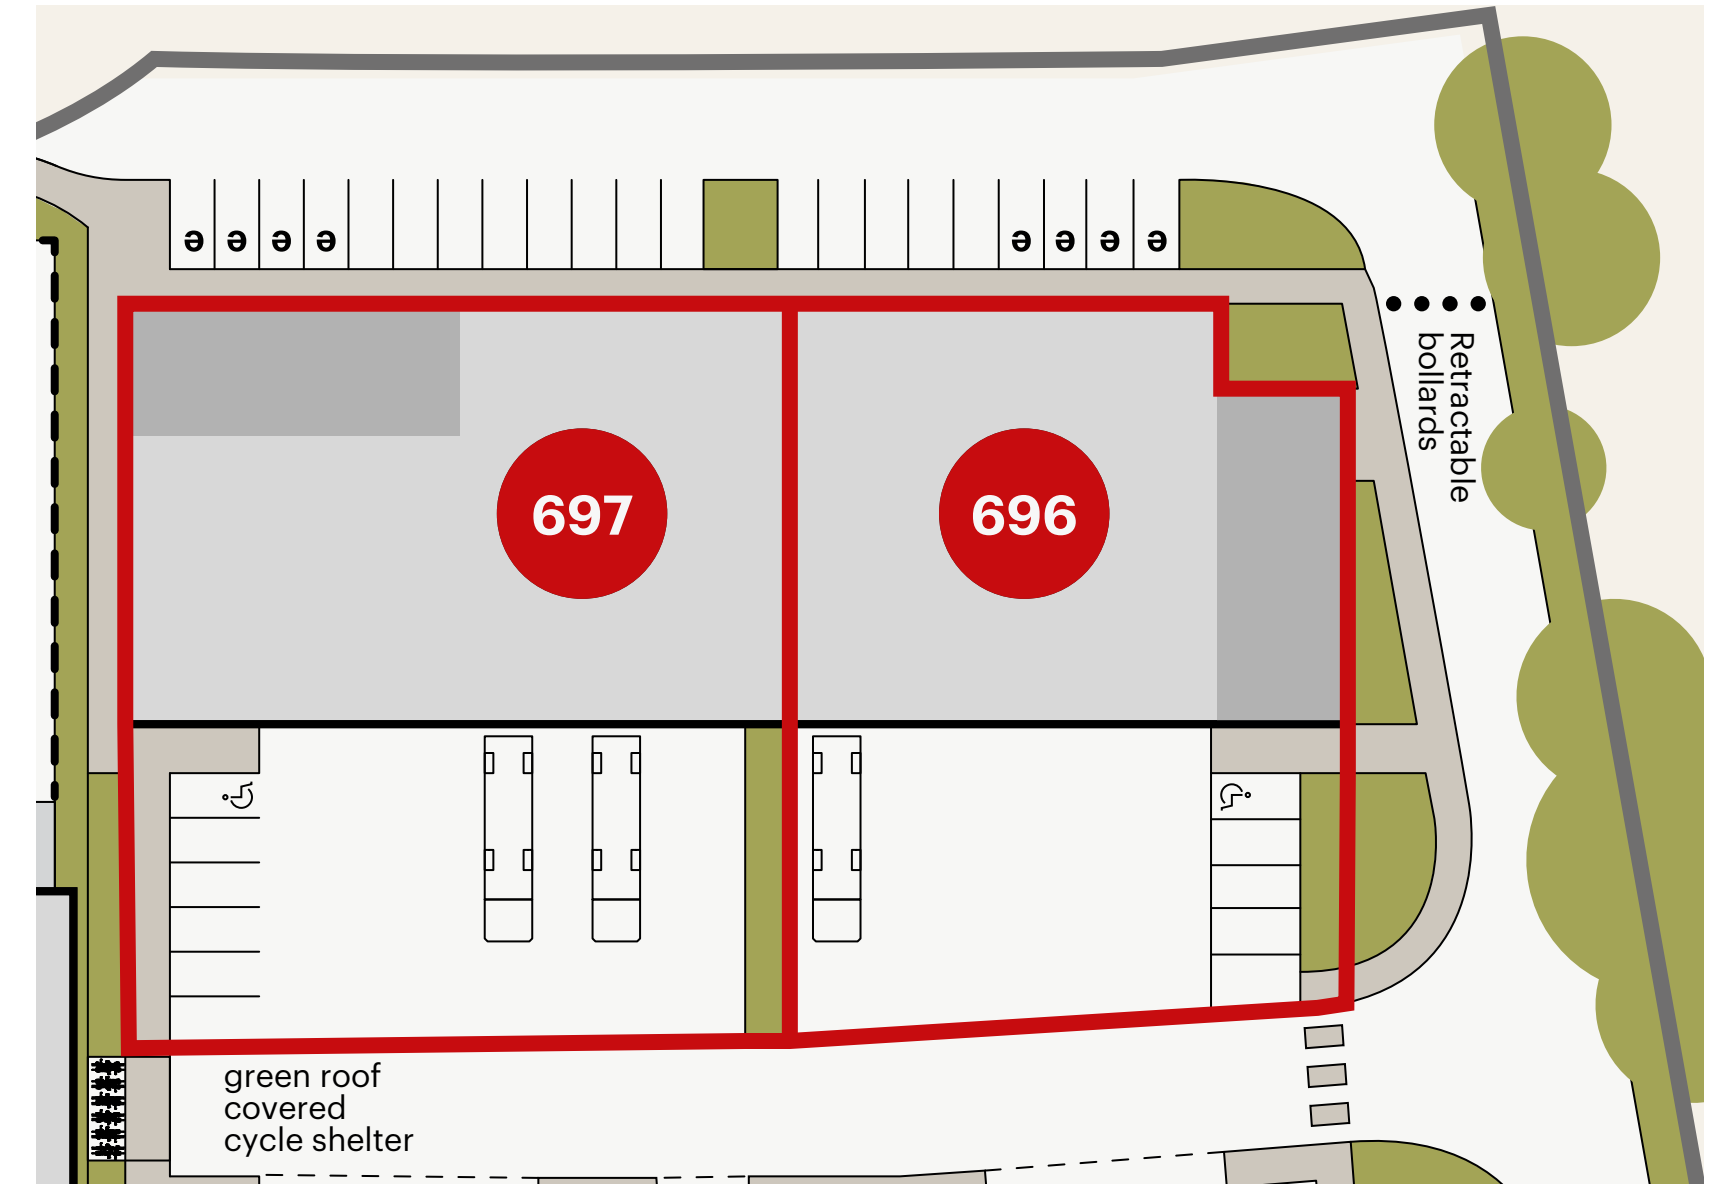 ə ə ə ə ə ə ə ə
Retractable
bollards
697 696
green roof
covered
cycle shelter